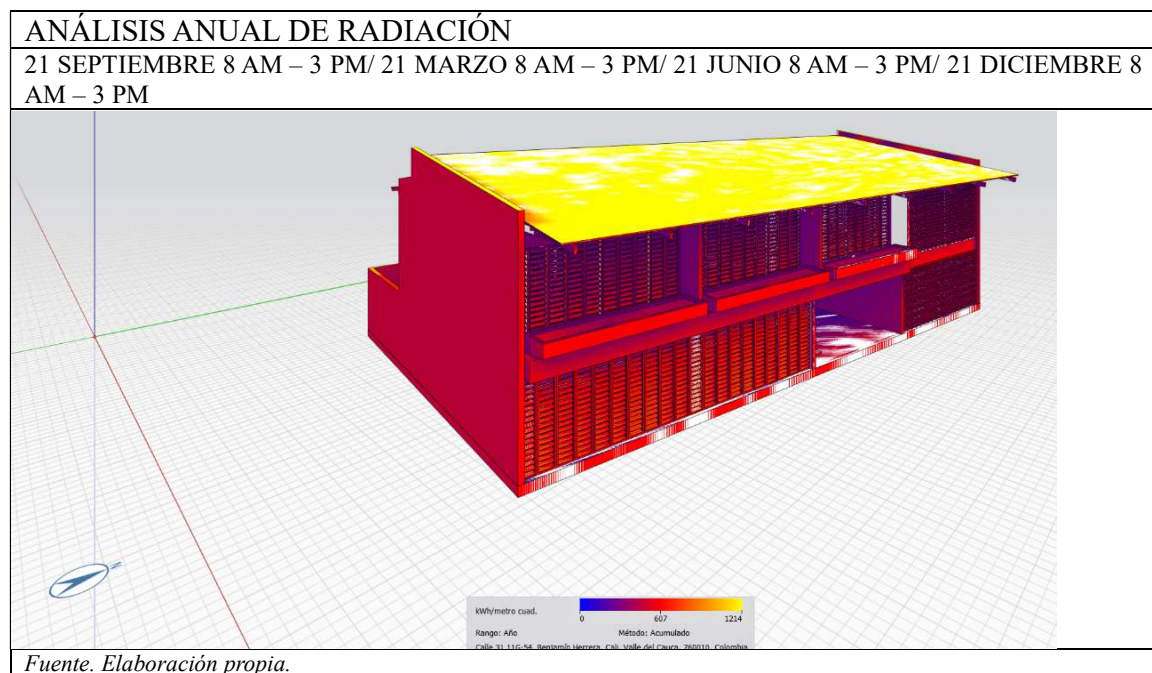 ANÁLISIS ANUAL DE RADIACIÓN
21 SEPTIEMBRE 8 AM – 3 PM/ 21 MARZO 8 AM – 3 PM/ 21 JUNIO 8 AM – 3 PM/ 21 DICIEMBRE 8
AM – 3 PM
N
kWh/metro cuad.
0 607 1214
Rango: Año Método: Acumulado
Calle 31 11G-54, Benjamín Herrera, Cali, Valle del Cauca, 760010, Colombia
Fuente. Elaboración propia.